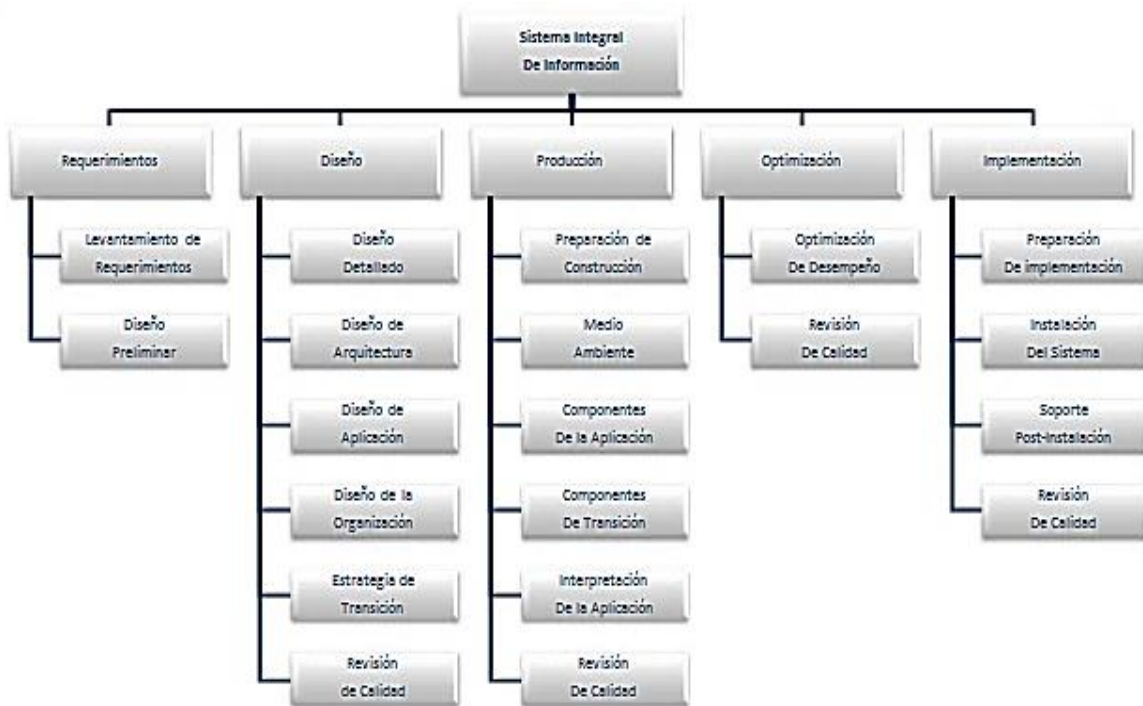 Sistema Integral
De Información
Requerimientos
Levantamiento de
Requerimientos
Diseño
Preliminar
Diseño
Diseño
Detallado
Diseño de
Arquitectura
Diseño de
Aplicación
Diseño de la
Organización
Estrategia de
Transición
Revisión
de Calidad
Producción
Preparación de
Construcción
Medio
Ambiente
Componentes
De la Aplicación
Componentes
De Transición
Interpretación
De la Aplicación
Revisión
De Calidad
Optimización
Optimización
De Desempeño
Revisión
De Calidad
Implementación
Preparación
De implementación
Instalación
Del Sistema
Soporte
Post-Instalación
Revisión
De Calidad